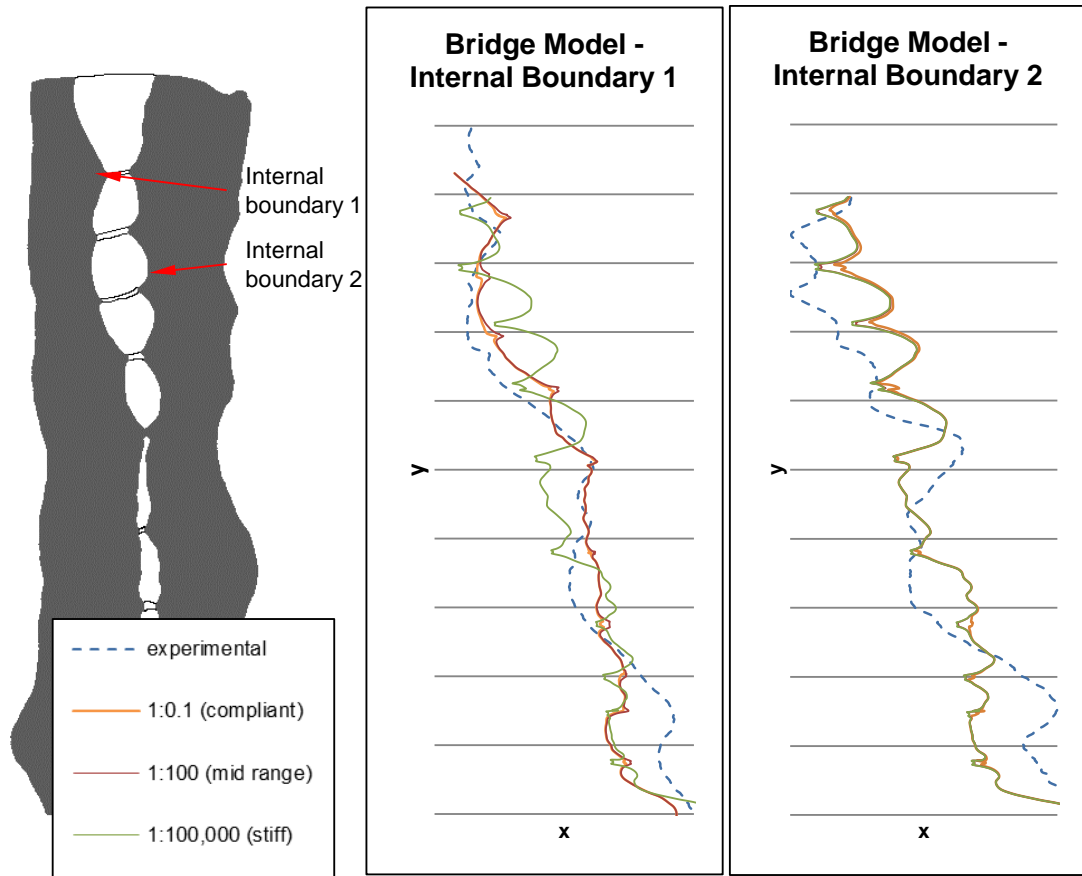 Internal
boundary 1
Internal
boundary 2
experimental
1:0.1 (compliant)
1:100 (mid range)
1:100,000 (stiff)
Bridge Model -
Internal Boundary 1
y
x
Bridge Model -
Internal Boundary 2
y
x